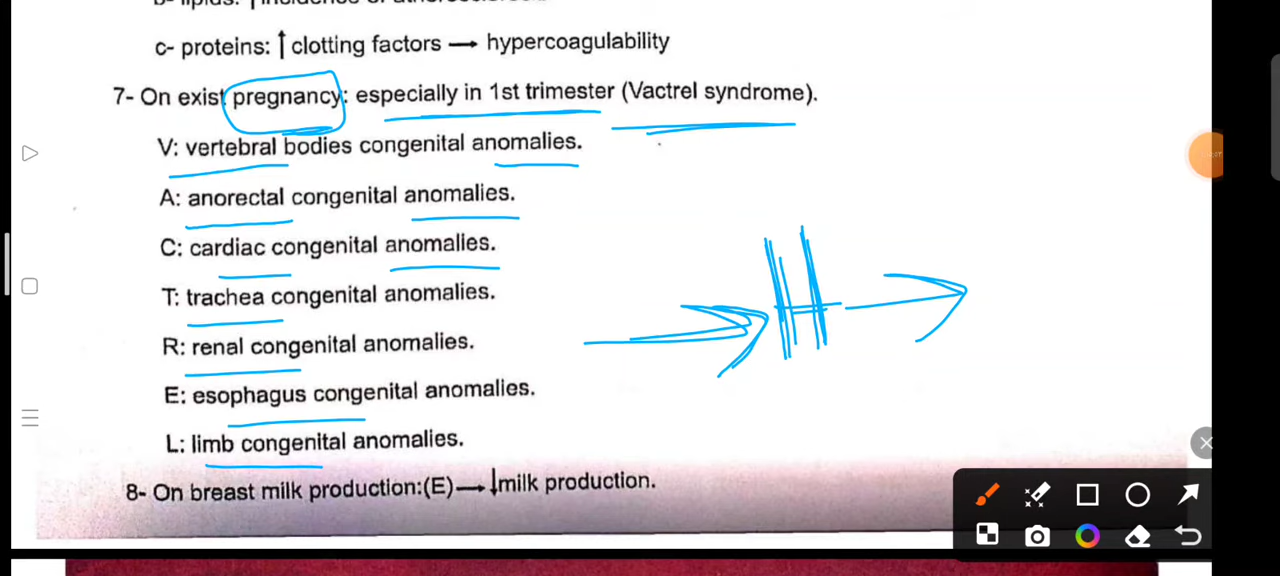 c- proteins: ↑ clotting factors → hypercoagulability
7- On exist pregnancy: especially in 1st trimester (Vactrel syndrome).
V: vertebral bodies congenital anomalies.
A: anorectal congenital anomalies.
C: cardiac congenital anomalies.
T: trachea congenital anomalies.
R: renal congenital anomalies.
E: esophagus congenital anomalies.
L: limb congenital anomalies.
8- On breast milk production:(E)→↓milk production.